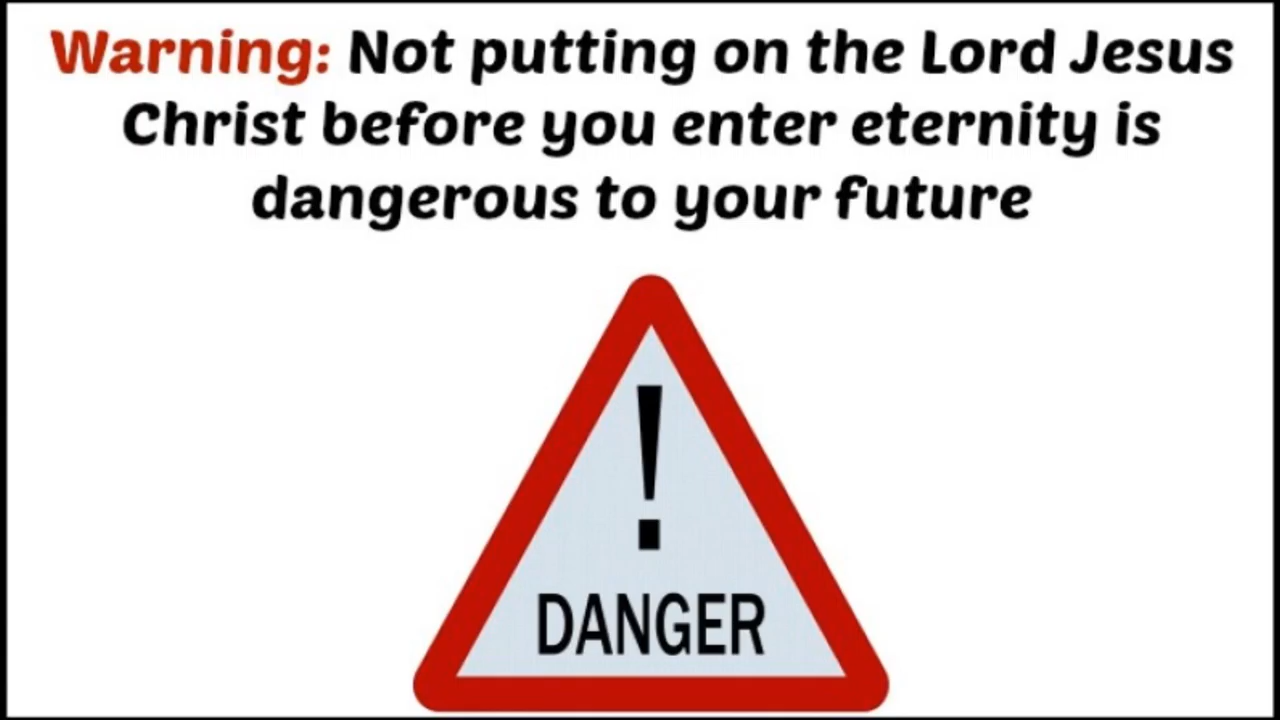 Warning: Not putting on the Lord Jesus
Christ before you enter eternity is
dangerous to your future
!
DANGER